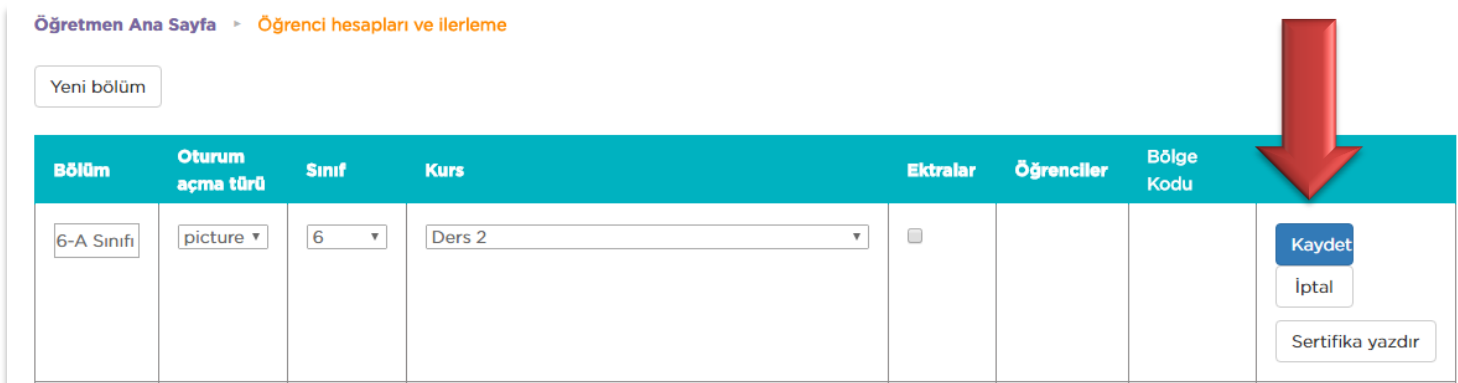 Öğretmen Ana Sayfa ▸ Öğrenci hesapları ve ilerleme
Yeni bölüm
Bölüm
Oturum
açma türü
Sınıf
Kurs
Ektralar
Öğrenciler
Bölge
Kodu
6-A Sınıfı
picture
6
Ders 2
Kaydet
İptal
Sertifika yazdır